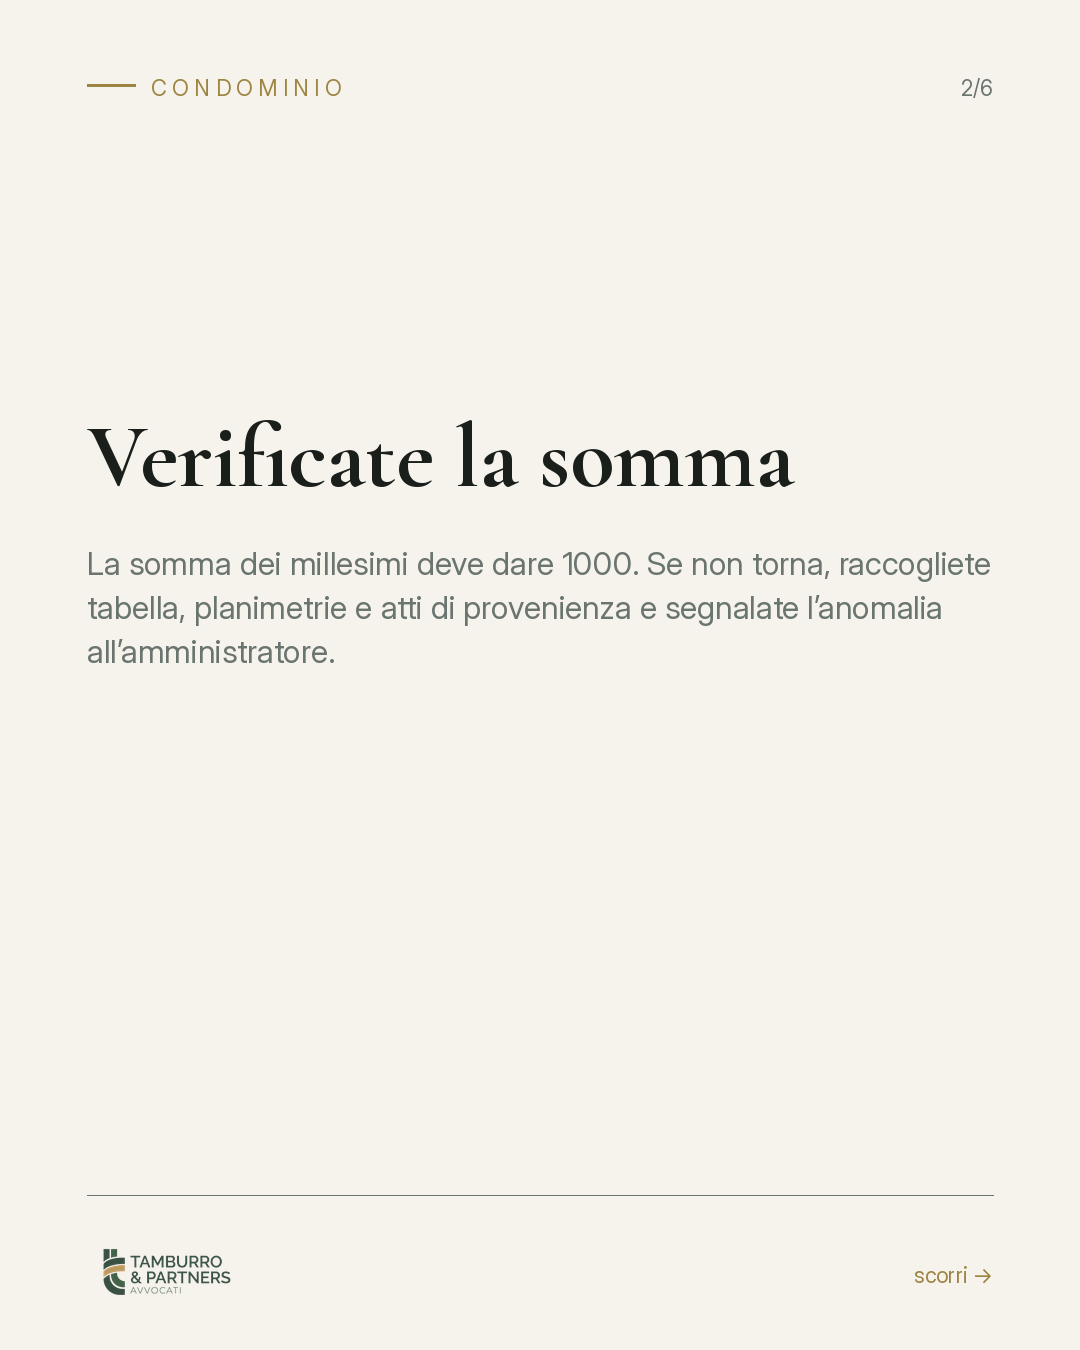 CONDOMINIO
2/6
Verificate la somma
La somma dei millesimi deve dare 1000. Se non torna, raccogliete
tabella, planimetrie e atti di provenienza e segnalate l’anomalia
all’amministratore.
TAMBURRO
& PARTNERS
AVVOCATI
scorri →